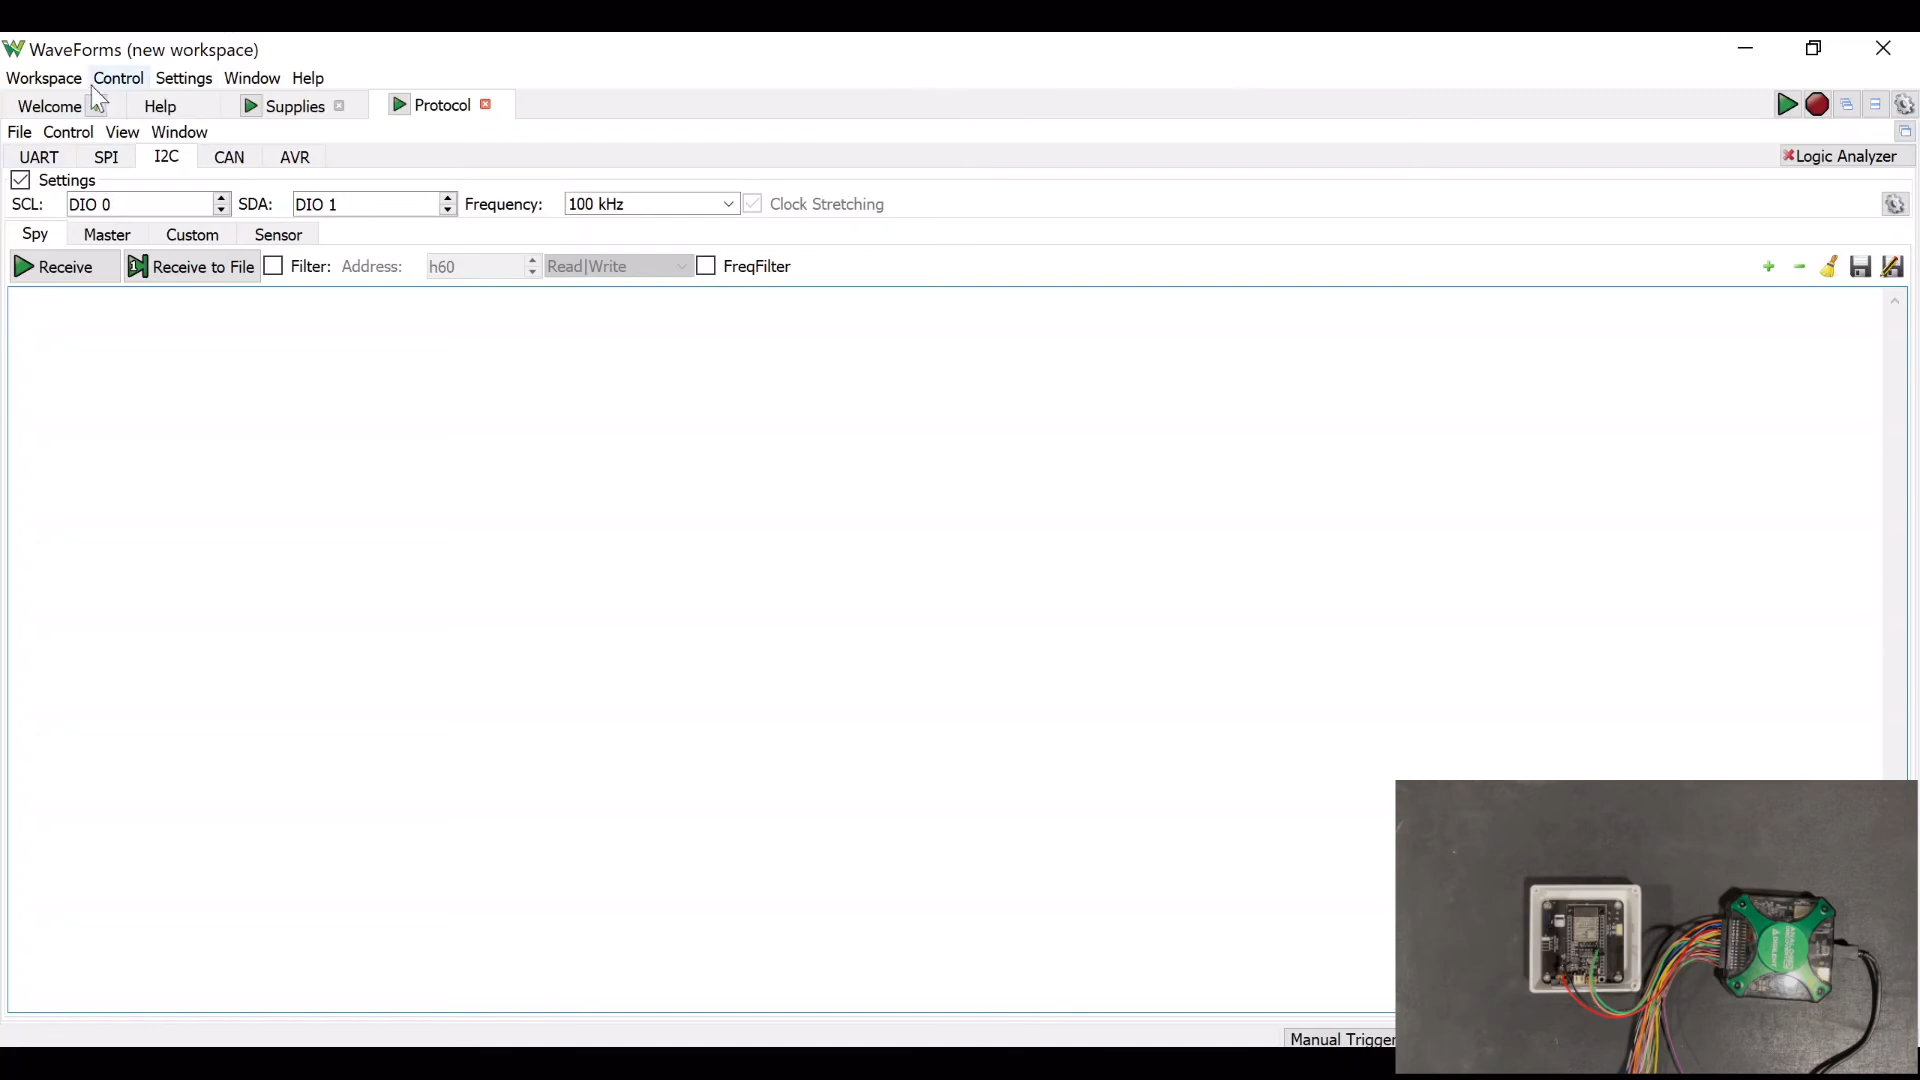 WaveForms (new workspace)
Workspace Control Settings Window Help
Welcome Help Supplies Protocol
File Control View Window
UART SPI I2C CAN AVR Logic Analyzer
Settings
SCL: DIO 0 SDA: DIO 1 Frequency: 100 kHz Clock Stretching
Spy Master Custom Sensor
Receive Receive to File Filter: Address: h60 Read|Write FreqFilter
Manual Trigger